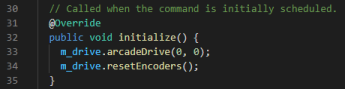 30 // Called when the command is initially scheduled.
31 @Override
32 public void initialize() {
33 m_drive.arcadeDrive(0, 0);
34 m_drive.resetEncoders();
35 }